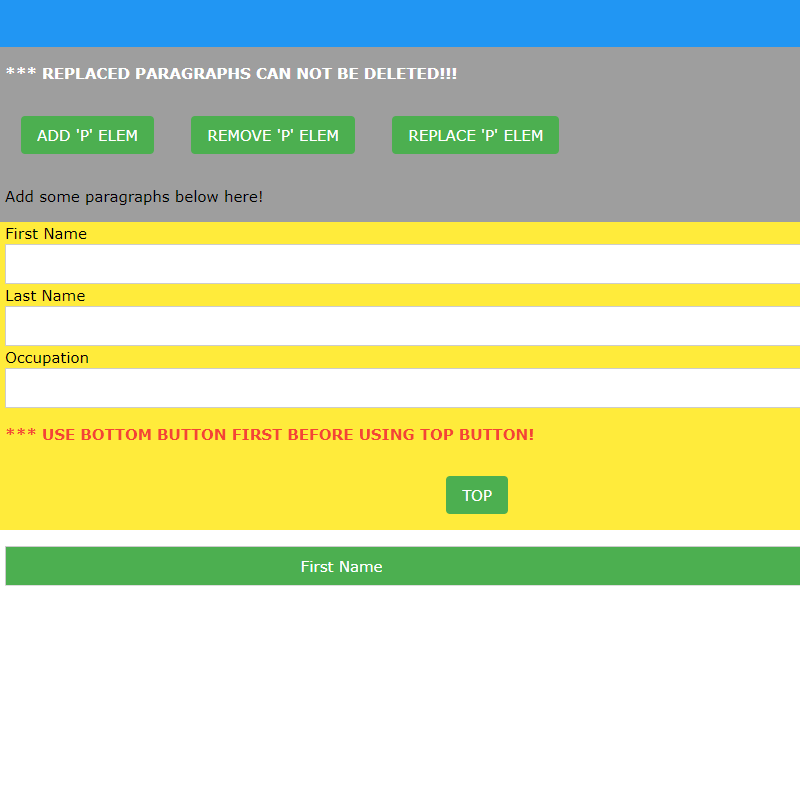 *** REPLACED PARAGRAPHS CAN NOT BE DELETED!!!
ADD 'P' ELEM REMOVE 'P' ELEM REPLACE 'P' ELEM
Add some paragraphs below here!
First Name
Last Name
Occupation
*** USE BOTTOM BUTTON FIRST BEFORE USING TOP BUTTON!
TOP
First Name